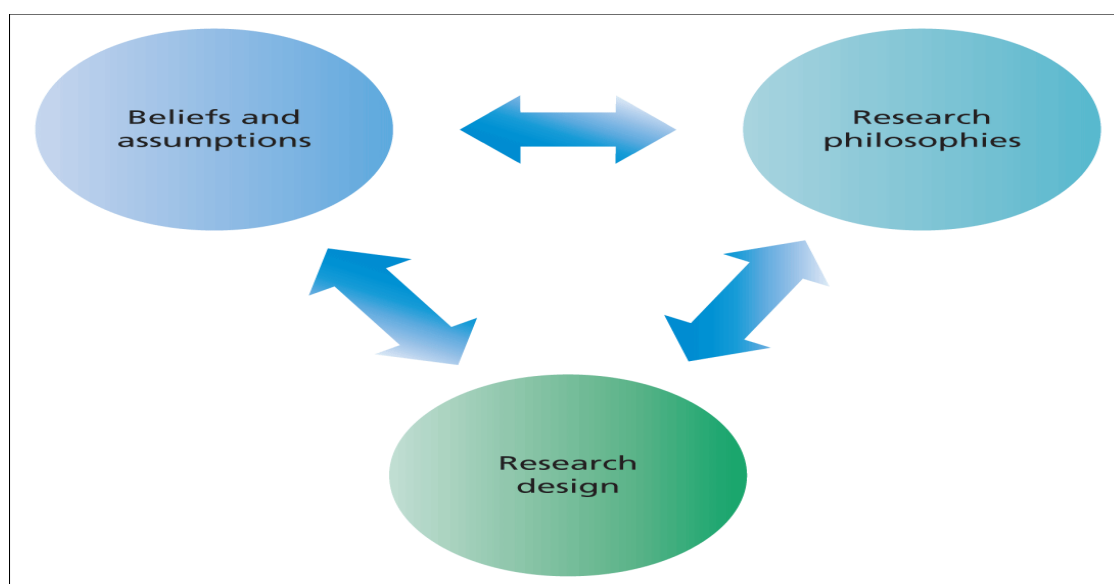 Beliefs and
assumptions
Research
philosophies
Research
design